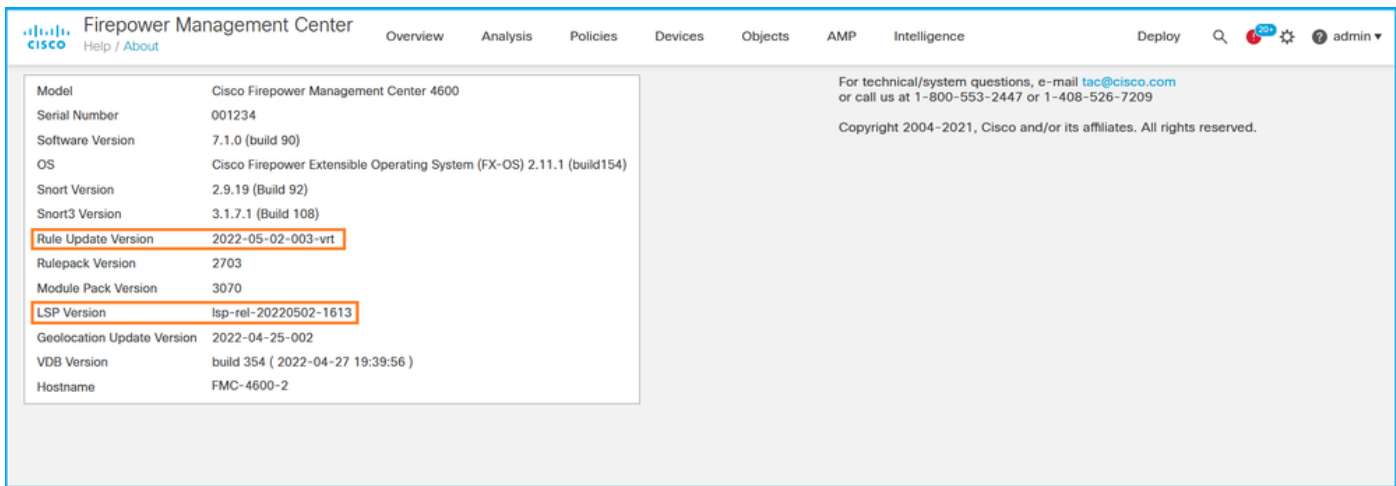 Firepower Management Center
CISCO Help / About
Overview Analysis Policies Devices Objects AMP Intelligence Deploy 20+ ? admin ▾
Model Cisco Firepower Management Center 4600
Serial Number 001234
Software Version 7.1.0 (build 90)
OS Cisco Firepower Extensible Operating System (FX-OS) 2.11.1 (build154)
Snort Version 2.9.19 (Build 92)
Snort3 Version 3.1.7.1 (Build 108)
Rule Update Version 2022-05-02-003-vrt
Rulepack Version 2703
Module Pack Version 3070
LSP Version lsp-rel-20220502-1613
Geolocation Update Version 2022-04-25-002
VDB Version build 354 ( 2022-04-27 19:39:56 )
Hostname FMC-4600-2
For technical/system questions, e-mail tac@cisco.com
or call us at 1-800-553-2447 or 1-408-526-7209
Copyright 2004-2021, Cisco and/or its affiliates. All rights reserved.